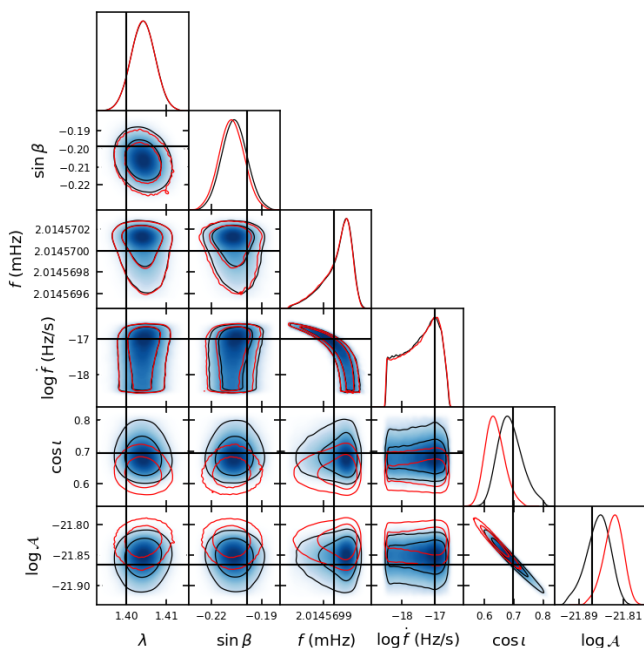 sin β
−0.19
−0.20
−0.21
−0.22
f (mHz)
2.0145702
2.0145700
2.0145698
2.0145696
log ḟ (Hz/s)
−17
−18
cos ι
0.8
0.7
0.6
log 𝒜
−21.80
−21.85
−21.90
1.40 1.41 −0.22 −0.19 2.0145699 −18 −17 0.6 0.7 0.8 −21.89 −21.81
λ sin β f (mHz) log ḟ (Hz/s) cos ι log 𝒜